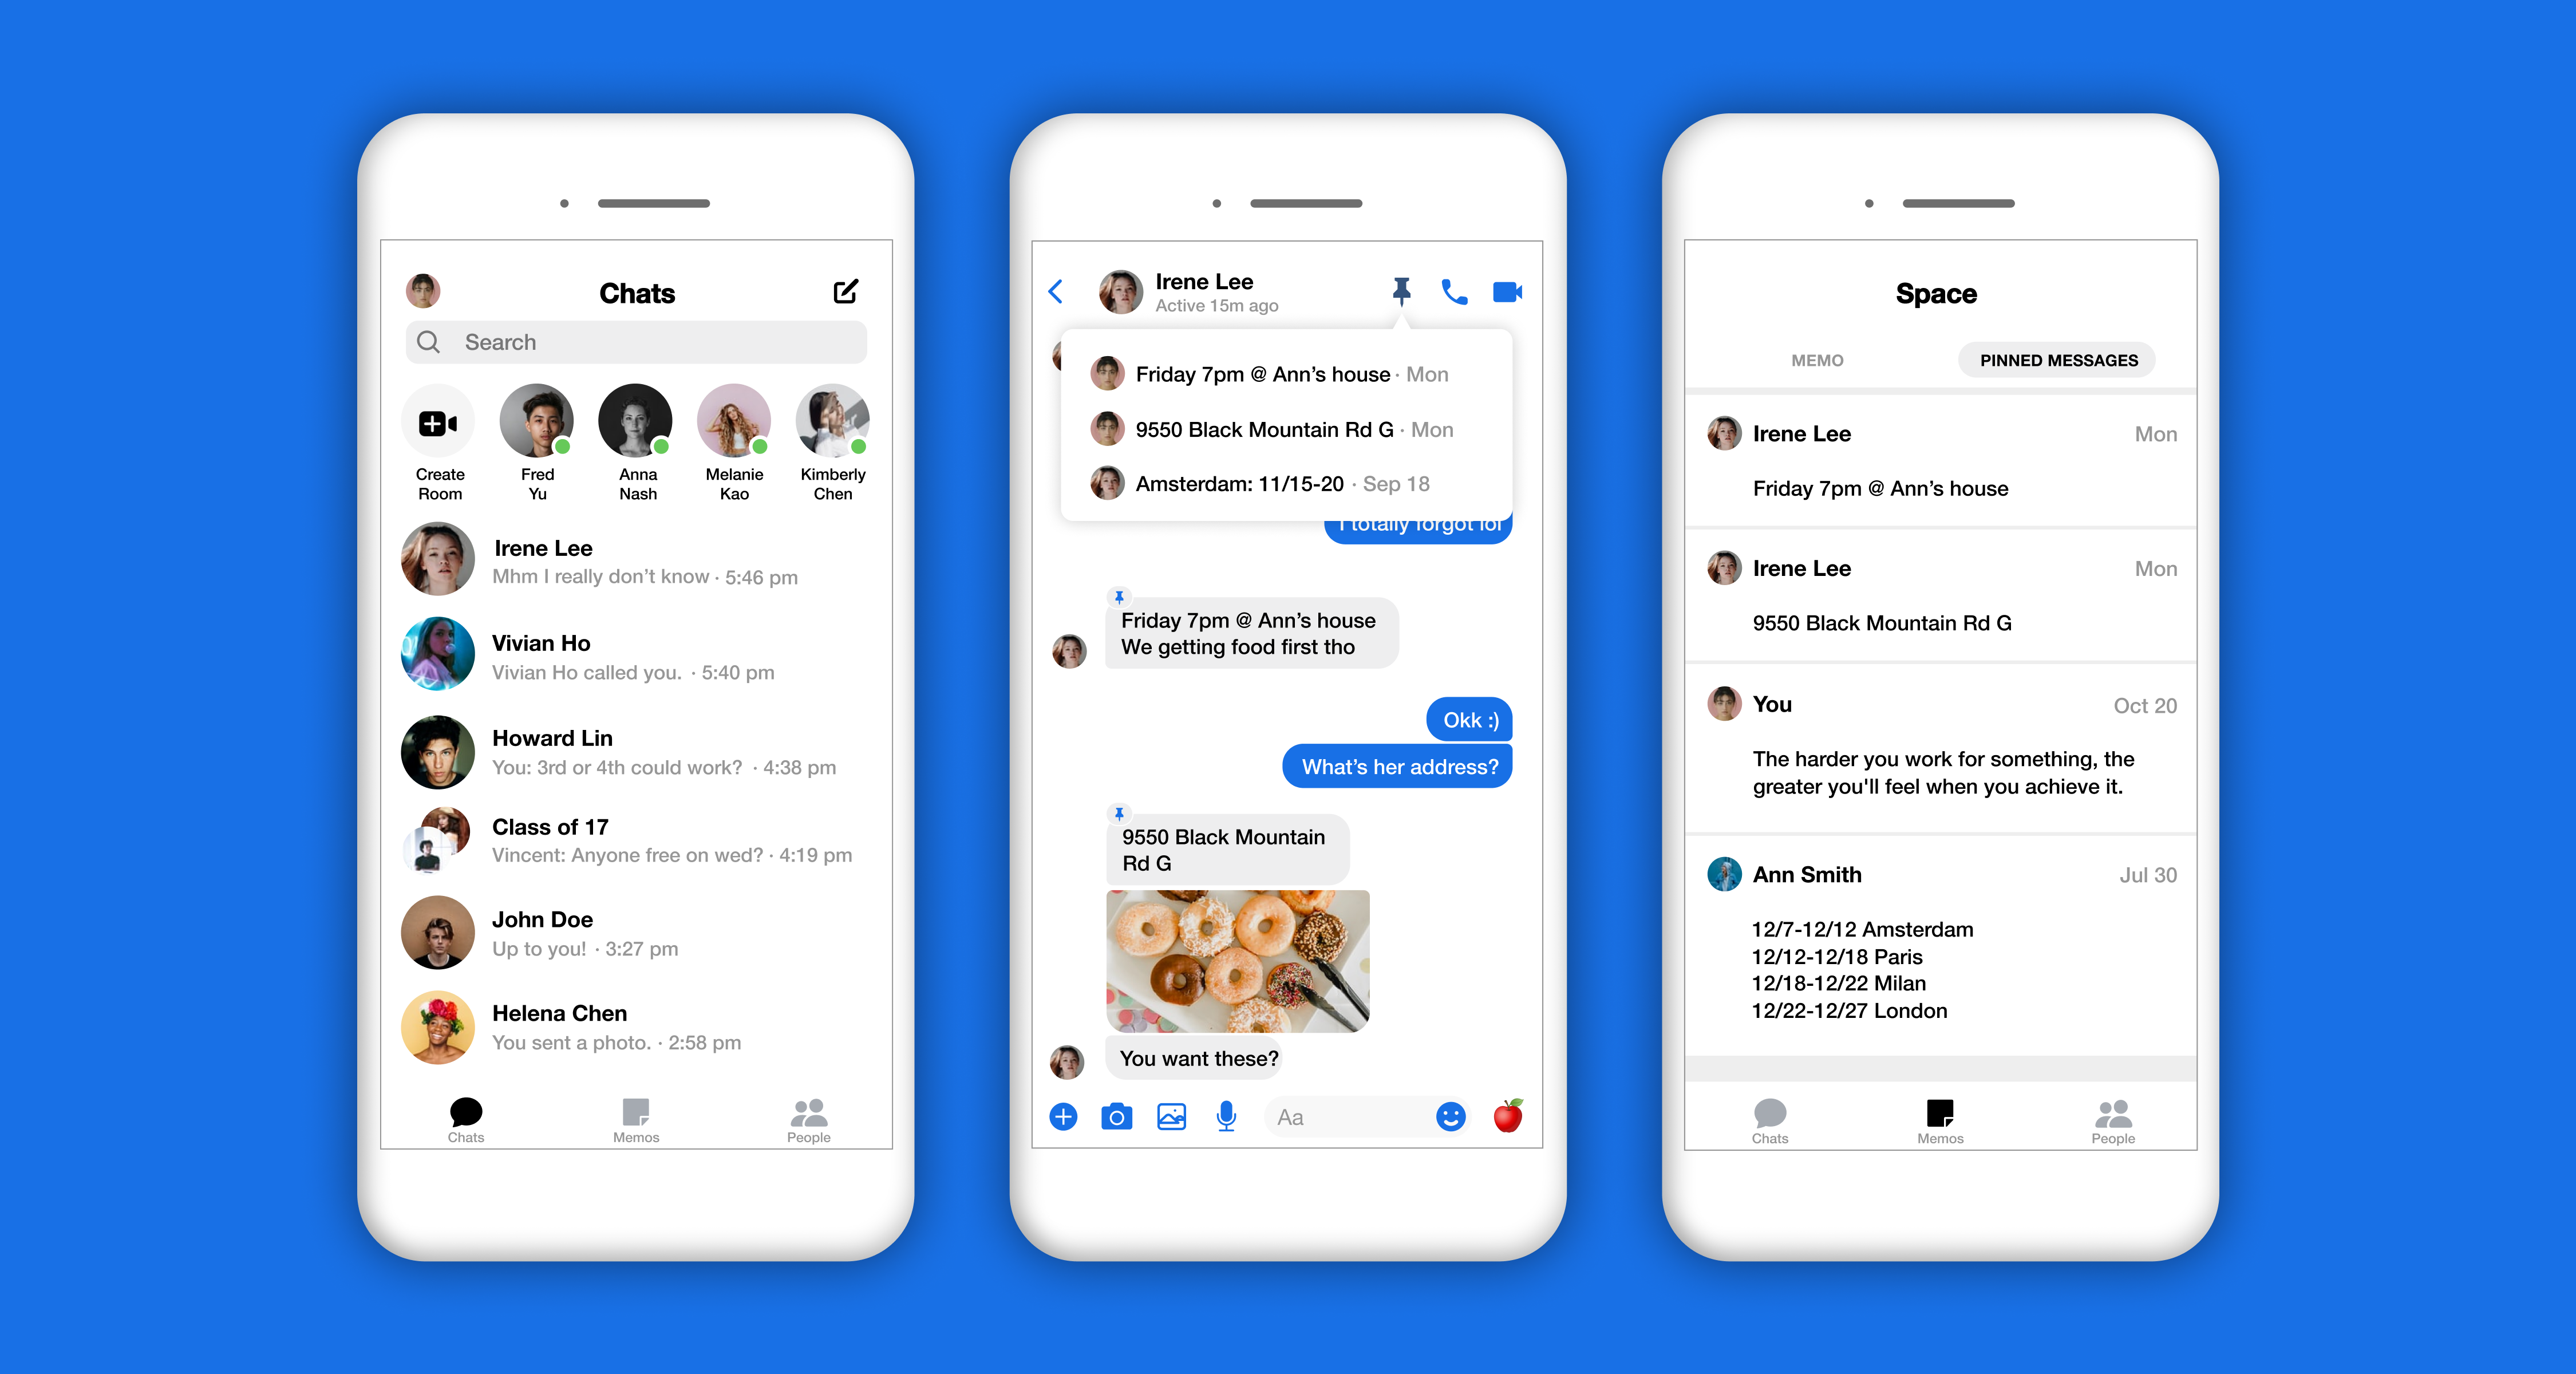 Chats
Search
Create
Room
Fred
Yu
Anna
Nash
Melanie
Kao
Kimberly
Chen
Irene Lee
Mhm I really don’t know · 5:46 pm
Vivian Ho
Vivian Ho called you. · 5:40 pm
Howard Lin
You: 3rd or 4th could work? · 4:38 pm
Class of 17
Vincent: Anyone free on wed? · 4:19 pm
John Doe
Up to you! · 3:27 pm
Helena Chen
You sent a photo. · 2:58 pm
Chats
Memos
People
Irene Lee
Active 15m ago
Friday 7pm @ Ann’s house · Mon
9550 Black Mountain Rd G · Mon
Amsterdam: 11/15-20 · Sep 18
I totally forgot lol
Friday 7pm @ Ann’s house
We getting food first tho
Okk :)
What’s her address?
9550 Black Mountain
Rd G
You want these?
Aa
Space
MEMO
PINNED MESSAGES
Irene Lee
Mon
Friday 7pm @ Ann’s house
Irene Lee
Mon
9550 Black Mountain Rd G
You
Oct 20
The harder you work for something, the
greater you'll feel when you achieve it.
Ann Smith
Jul 30
12/7-12/12 Amsterdam
12/12-12/18 Paris
12/18-12/22 Milan
12/22-12/27 London
Chats
Memos
People